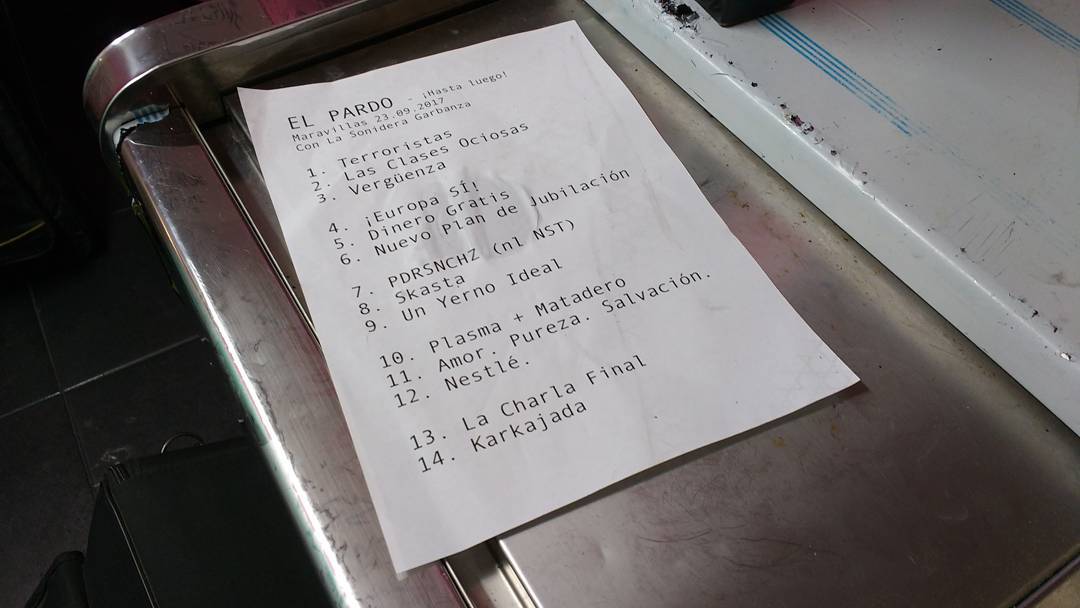 EL PARDO - ¡Hasta luego!
Maravillas 23.09.2017
Con La Sonidera Garbanza
1. Terroristas
2. Las Clases Ociosas
3. Vergüenza
4. ¡Europa SÍ!
5. Dinero Gratis
6. Nuevo Plan de Jubilación
7. PDRSNCHZ (nl NST)
8. Skasta
9. Un Yerno Ideal
10. Plasma + Matadero
11. Amor. Pureza. Salvación.
12. Nestlé.
13. La Charla Final
14. Karkajada